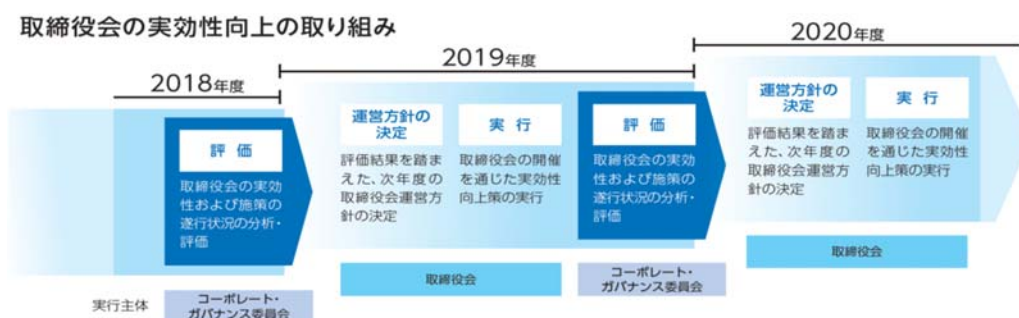 取締役会の実効性向上の取り組み
2018年度
2019年度
2020年度
評価
取締役会の実効
性および施策の
遂行状況の分析・
評価
運営方針の
決定
評価結果を踏ま
えた、次年度の
取締役会運営方
針の決定
実行
取締役会の開催
を通じた実効性
向上策の実行
評価
取締役会の実効
性および施策の
遂行状況の分析・
評価
運営方針の
決定
評価結果を踏ま
えた、次年度の
取締役会運営方
針の決定
実行
取締役会の開催
を通じた実効性
向上策の実行
実行主体
コーポレート・
ガバナンス委員会
取締役会
コーポレート・
ガバナンス委員会
取締役会